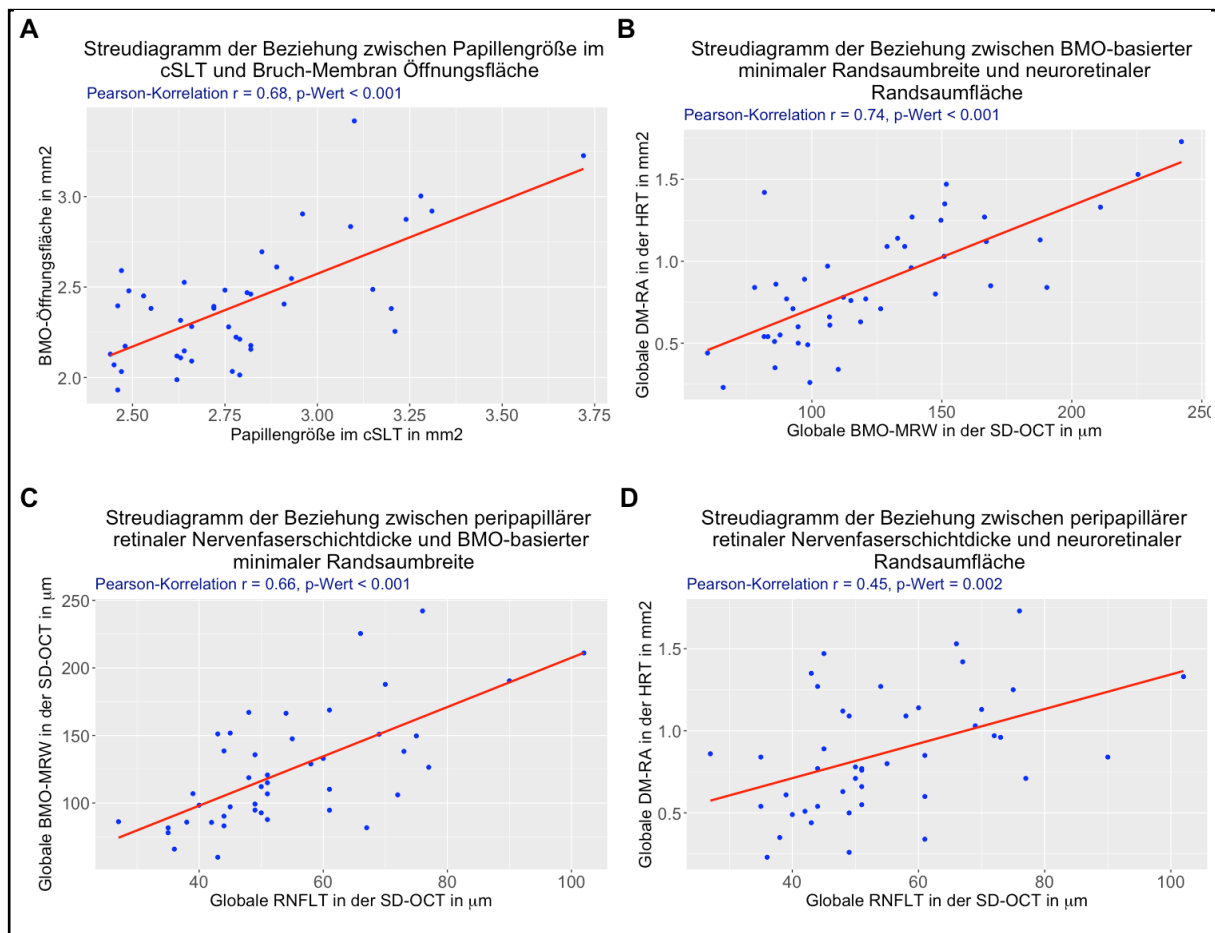 A
Streudiagramm der Beziehung zwischen Papillengröße im
cSLT und Bruch-Membran Öffnungsfläche
Pearson-Korrelation r = 0.68, p-Wert < 0.001
BMO-Öffnungsfläche in mm2
3.0
2.5
2.0
2.50
2.75
3.00
3.25
3.50
3.75
Papillengröße im cSLT in mm2
B
Streudiagramm der Beziehung zwischen BMO-basierter
minimaler Randsaumbreite und neuroretinaler
Randsaumfläche
Pearson-Korrelation r = 0.74, p-Wert < 0.001
Globale DM-RA in der HRT in mm2
1.5
1.0
0.5
100
150
200
250
Globale BMO-MRW in der SD-OCT in μm
C
Streudiagramm der Beziehung zwischen peripapillärer
retinaler Nervenfaserschichtdicke und BMO-basierter
minimaler Randsaumbreite
Pearson-Korrelation r = 0.66, p-Wert < 0.001
Globale BMO-MRW in der SD-OCT in μm
250
200
150
100
40
60
80
100
Globale RNFLT in der SD-OCT in μm
D
Streudiagramm der Beziehung zwischen peripapillärer
retinaler Nervenfaserschichtdicke und neuroretinaler
Randsaumfläche
Pearson-Korrelation r = 0.45, p-Wert = 0.002
Globale DM-RA in der HRT in mm2
1.5
1.0
0.5
40
60
80
100
Globale RNFLT in der SD-OCT in μm